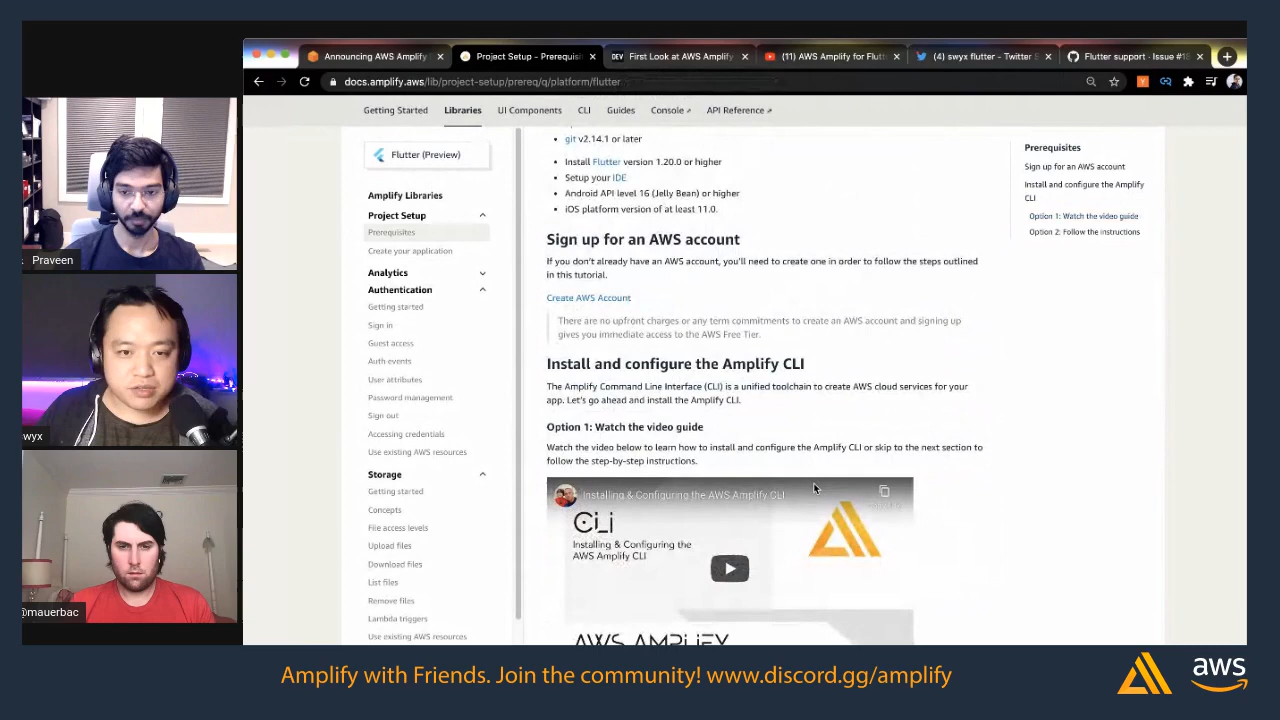 Announcing AWS Amplify
Project Setup - Prerequisi
DEV First Look at AWS Amplify
(11) AWS Amplify for Flutt
(4) swyx flutter - Twitter S
Flutter support · Issue #18
docs.amplify.aws/lib/project-setup/prereq/q/platform/flutter
Getting Started
Libraries
UI Components
CLI
Guides
Console
API Reference
Flutter (Preview)
Amplify Libraries
Project Setup
Prerequisites
Create your application
Analytics
Authentication
Getting started
Sign in
Guest access
Auth events
User attributes
Password management
Sign out
Accessing credentials
Use existing AWS resources
Storage
Getting started
Concepts
File access levels
Upload files
Download files
List files
Remove files
Lambda triggers
Use existing AWS resources
git v2.14.1 or later
Install Flutter version 1.20.0 or higher
Setup your IDE
Android API level 16 (Jelly Bean) or higher
iOS platform version of at least 11.0.
Sign up for an AWS account
If you don't already have an AWS account, you'll need to create one in order to follow the steps outlined
in this tutorial.
Create AWS Account
There are no upfront charges or any term commitments to create an AWS account and signing up
gives you immediate access to the AWS Free Tier.
Install and configure the Amplify CLI
The Amplify Command Line Interface (CLI) is a unified toolchain to create AWS cloud services for your
app. Let's go ahead and install the Amplify CLI.
Option 1: Watch the video guide
Watch the video below to learn how to install and configure the Amplify CLI or skip to the next section to
follow the step-by-step instructions.
Installing & Configuring the AWS Amplify CLI
CLI
Installing & Configuring the
AWS Amplify CLI
AWS AMPLIFY
Prerequisites
Sign up for an AWS account
Install and configure the Amplify
CLI
Option 1: Watch the video guide
Option 2: Follow the instructions
Praveen
wyx
@mauerbac
Amplify with Friends. Join the community! www.discord.gg/amplify
aws